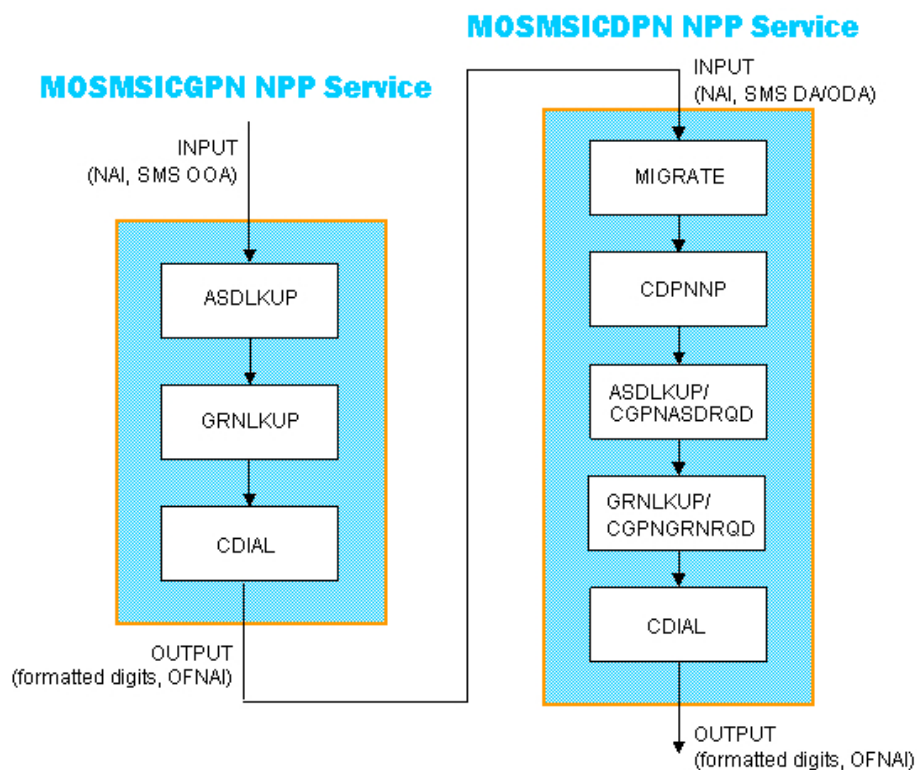 MOSMSICGPN NPP Service
INPUT
(NAI, SMS OOA)
ASDLKUP
GRNLKUP
CDIAL
OUTPUT
(formatted digits, OFNAI)
MOSMSICDPN NPP Service
INPUT
(NAI, SMS DA/ODA)
MIGRATE
CDPNNP
ASDLKUP/
CGPNASDRQD
GRNLKUP/
CGPNGRNRQD
CDIAL
OUTPUT
(formatted digits, OFNAI)